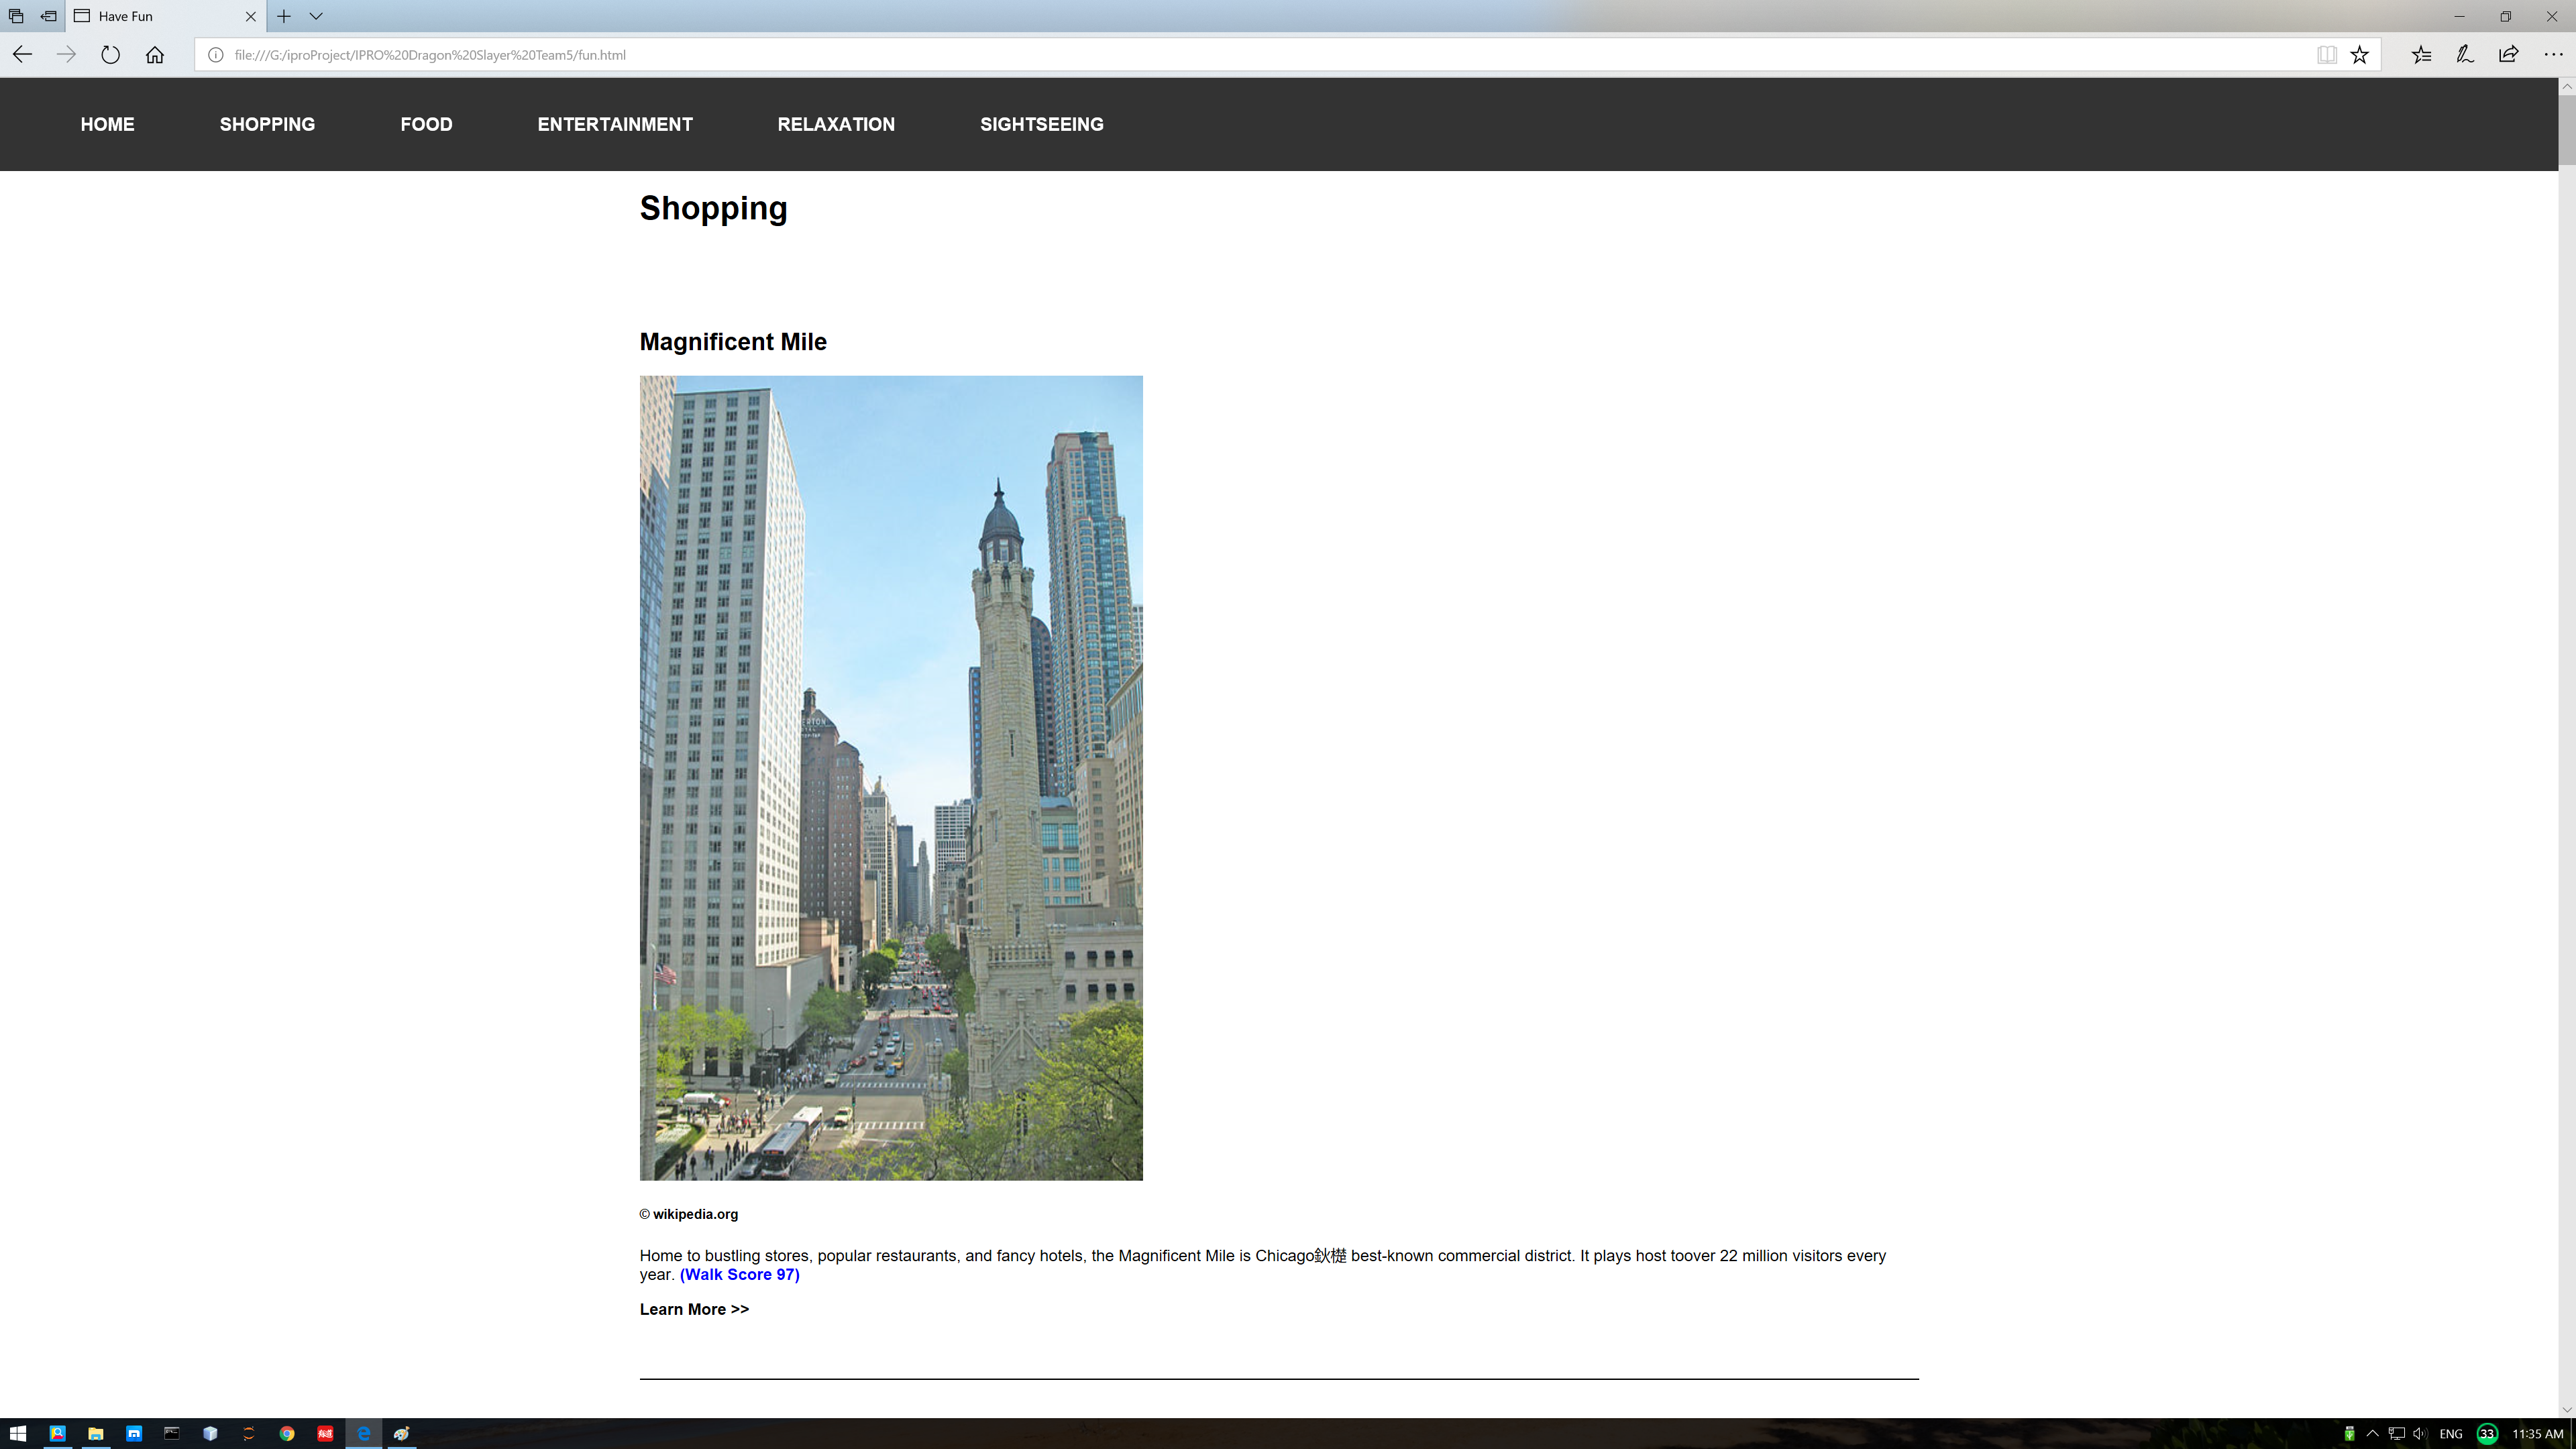 Have Fun
file:///G:/iproProject/IPRO%20Dragon%20Slayer%20Team5/fun.html
HOME SHOPPING FOOD ENTERTAINMENT RELAXATION SIGHTSEEING
Shopping
Magnificent Mile
© wikipedia.org
Home to bustling stores, popular restaurants, and fancy hotels, the Magnificent Mile is Chicago鈥檚 best-known commercial district. It plays host toover 22 million visitors every
year. (Walk Score 97)
Learn More >>
ENG 33 11:35 AM